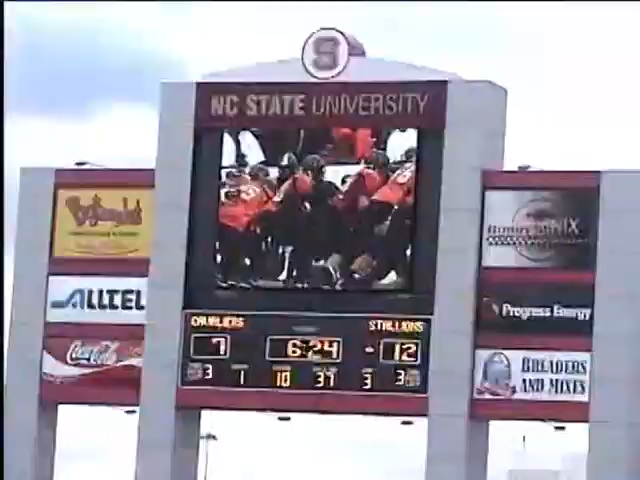 S
NC STATE UNIVERSITY
Bojangles'
ALLTEL
Coca-Cola
Progress Energy
BREADERS
AND MIXES
CAVALIERS
STALLIONS
7
6:24
12
3 1 10 37 3 3